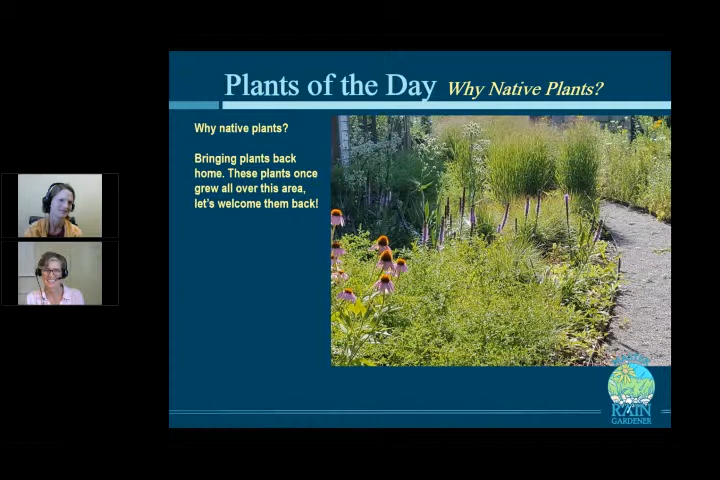 Plants of the Day Why Native Plants?
Why native plants?
Bringing plants back
home. These plants once
grew all over this area,
let's welcome them back!
MASTER
RAIN
GARDENER